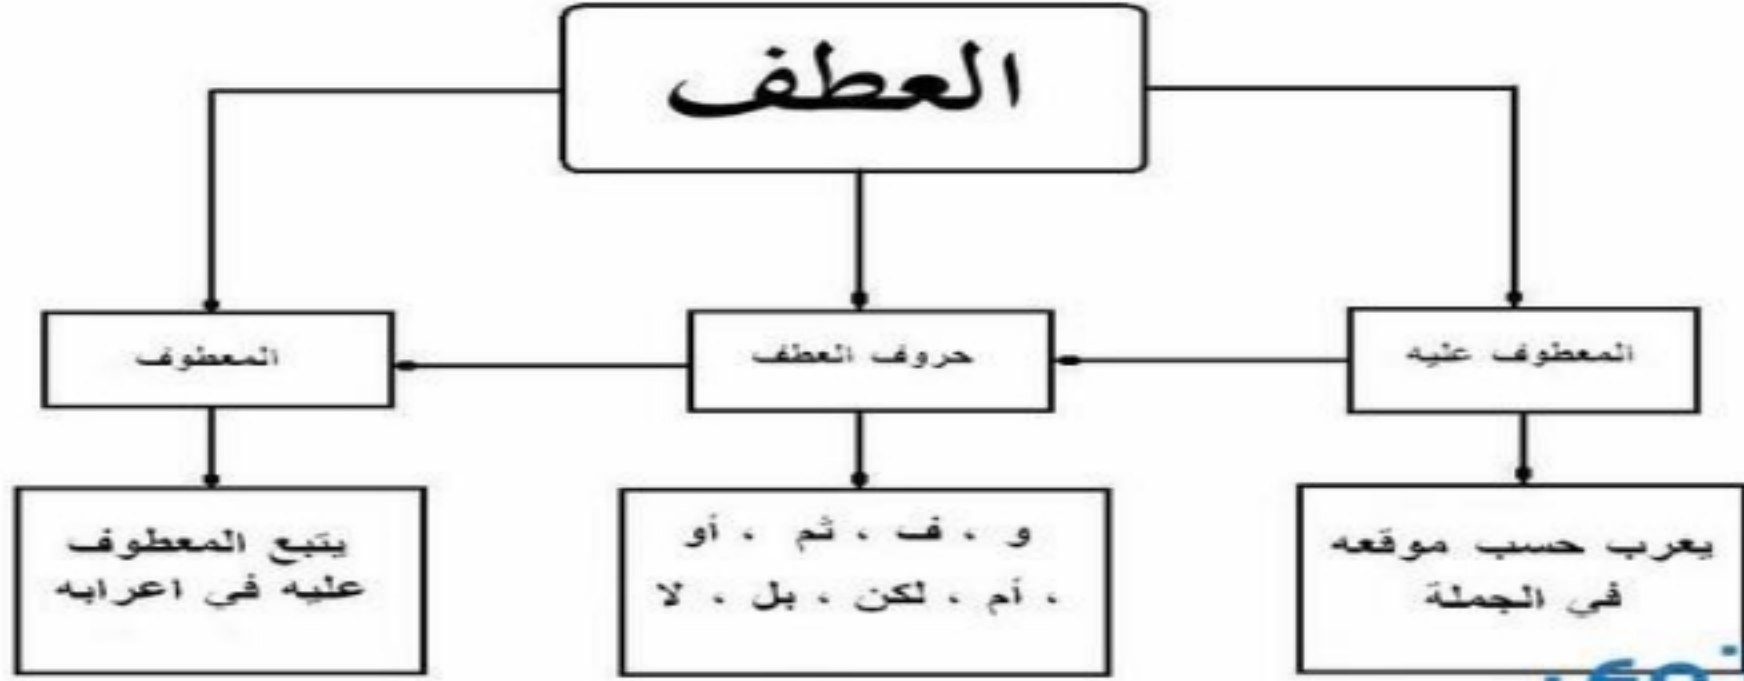 العطف
المعطوف عليه
حروف العطف
المعطوف
يعرب حسب موقعه
في الجملة
و ، ف ، ثم ، أو
، أم ، لكن ، بل ، لا
يتبع المعطوف
عليه في اعرابه